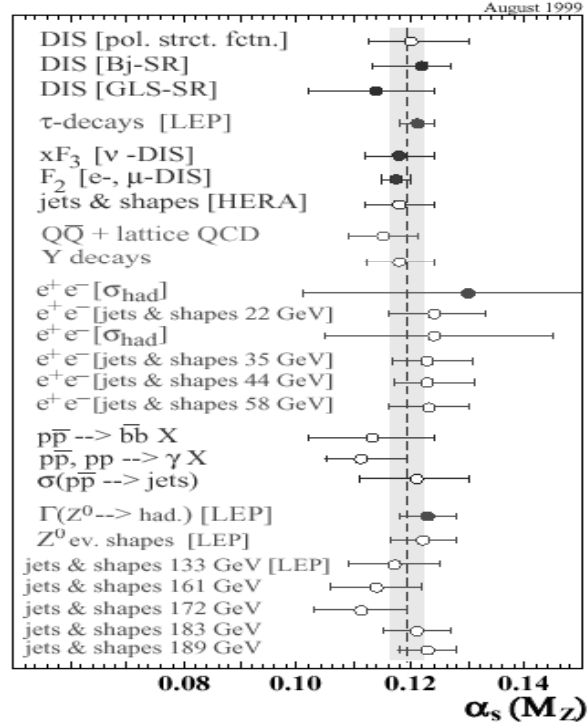 August 1999
DIS [pol. strct. fctn.]
DIS [Bj-SR]
DIS [GLS-SR]
τ-decays [LEP]
xF₃ [ν -DIS]
F₂ [e-, μ-DIS]
jets & shapes [HERA]
QQ̅ + lattice QCD
Υ decays
e⁺ e⁻[σhad]
e⁺ e⁻[jets & shapes 22 GeV]
e⁺ e⁻[σhad]
e⁺ e⁻[jets & shapes 35 GeV]
e⁺ e⁻[jets & shapes 44 GeV]
e⁺ e⁻[jets & shapes 58 GeV]
pp̅ --> bb̅ X
pp̅, pp --> γ X
σ(pp̅ --> jets)
Γ(Z⁰--> had.) [LEP]
Z⁰ ev. shapes [LEP]
jets & shapes 133 GeV [LEP]
jets & shapes 161 GeV
jets & shapes 172 GeV
jets & shapes 183 GeV
jets & shapes 189 GeV
0.08 0.10 0.12 0.14
αs (MZ)